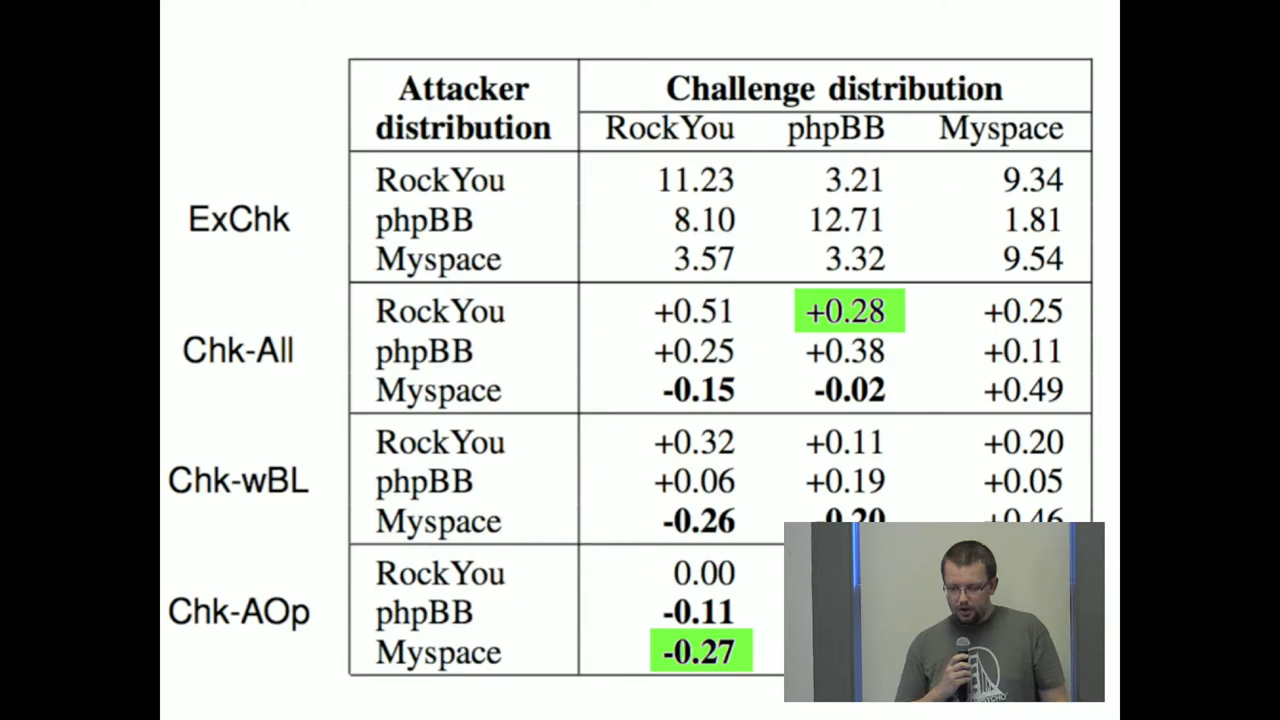 Attacker distribution Challenge distribution
RockYou phpBB Myspace
ExChk
RockYou 11.23 3.21 9.34
phpBB 8.10 12.71 1.81
Myspace 3.57 3.32 9.54
Chk-All
RockYou +0.51 +0.28 +0.25
phpBB +0.25 +0.38 +0.11
Myspace -0.15 -0.02 +0.49
Chk-wBL
RockYou +0.32 +0.11 +0.20
phpBB +0.06 +0.19 +0.05
Myspace -0.26
Chk-AOp
RockYou 0.00
phpBB -0.11
Myspace -0.27